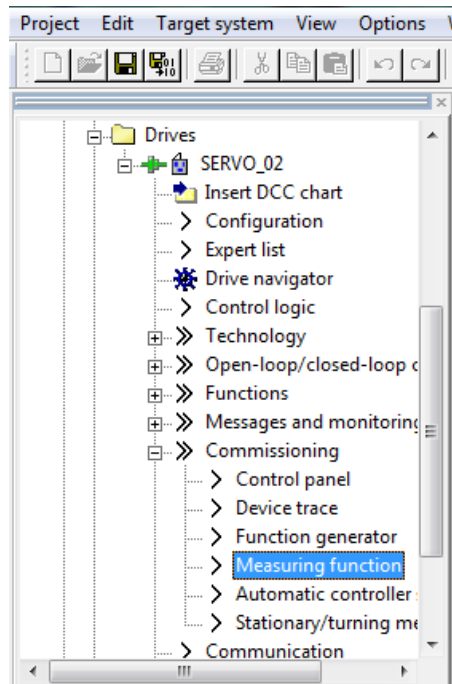 Project Edit Target system View Options
Drives
SERVO_02
Insert DCC chart
Configuration
Expert list
Drive navigator
Control logic
Technology
Open-loop/closed-loop c
Functions
Messages and monitoring
Commissioning
Control panel
Device trace
Function generator
Measuring function
Automatic controller
Stationary/turning me
Communication